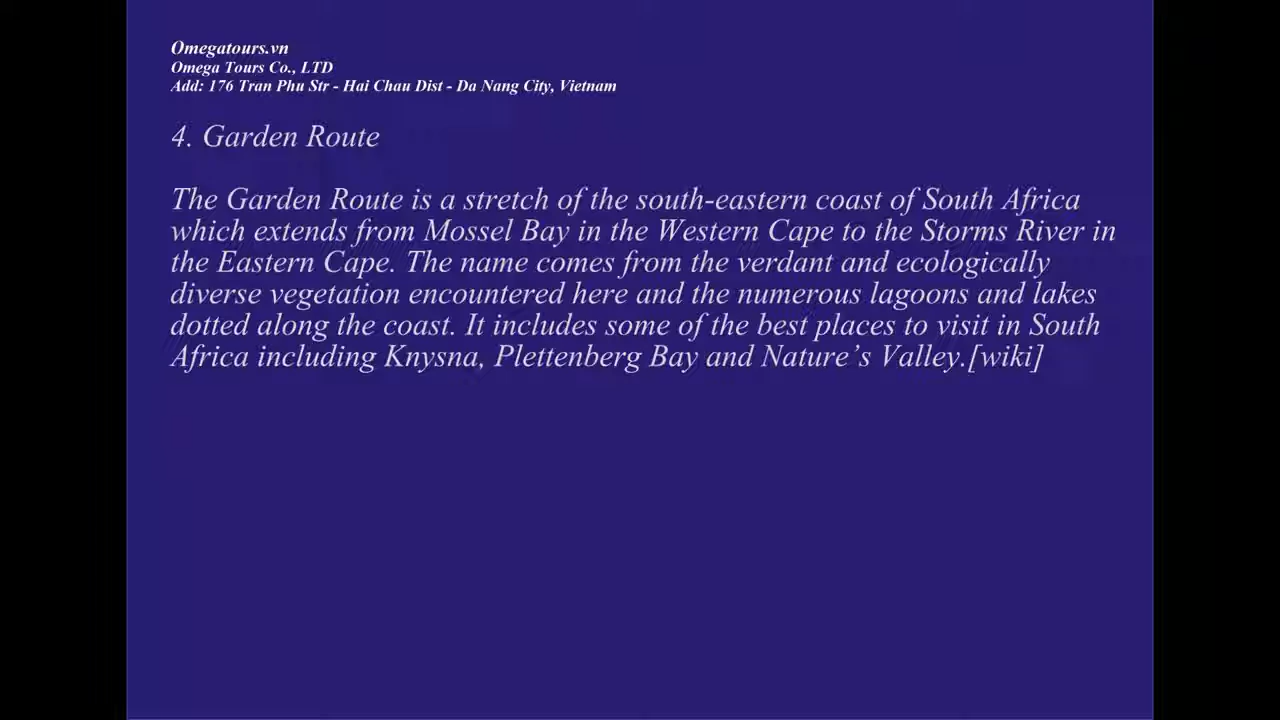 Omegatours.vn
Omega Tours Co., LTD
Add: 176 Tran Phu Str - Hai Chau Dist - Da Nang City, Vietnam
4. Garden Route
The Garden Route is a stretch of the south-eastern coast of South Africa
which extends from Mossel Bay in the Western Cape to the Storms River in
the Eastern Cape. The name comes from the verdant and ecologically
diverse vegetation encountered here and the numerous lagoons and lakes
dotted along the coast. It includes some of the best places to visit in South
Africa including Knysna, Plettenberg Bay and Nature’s Valley.[wiki]